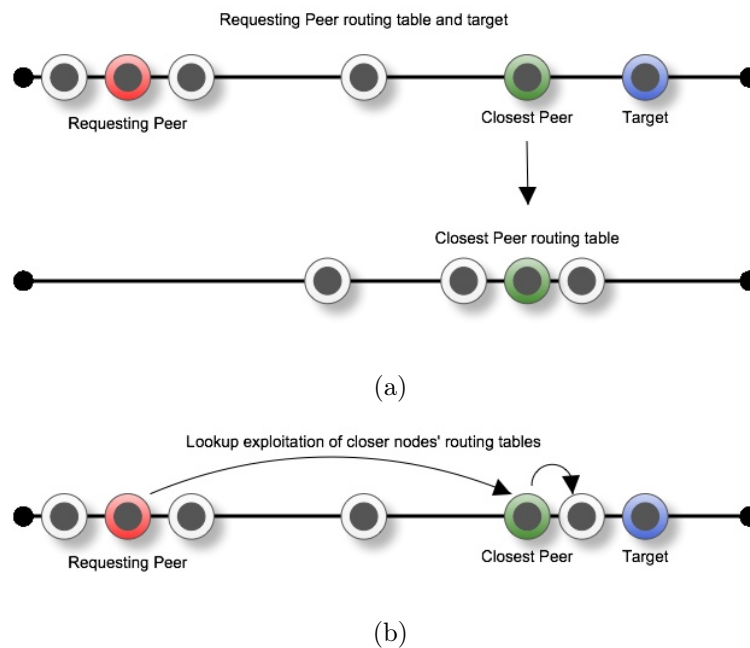 Requesting Peer routing table and target
Requesting Peer
Closest Peer
Target
Closest Peer routing table
(a)
Lookup exploitation of closer nodes' routing tables
Requesting Peer
Closest Peer
Target
(b)